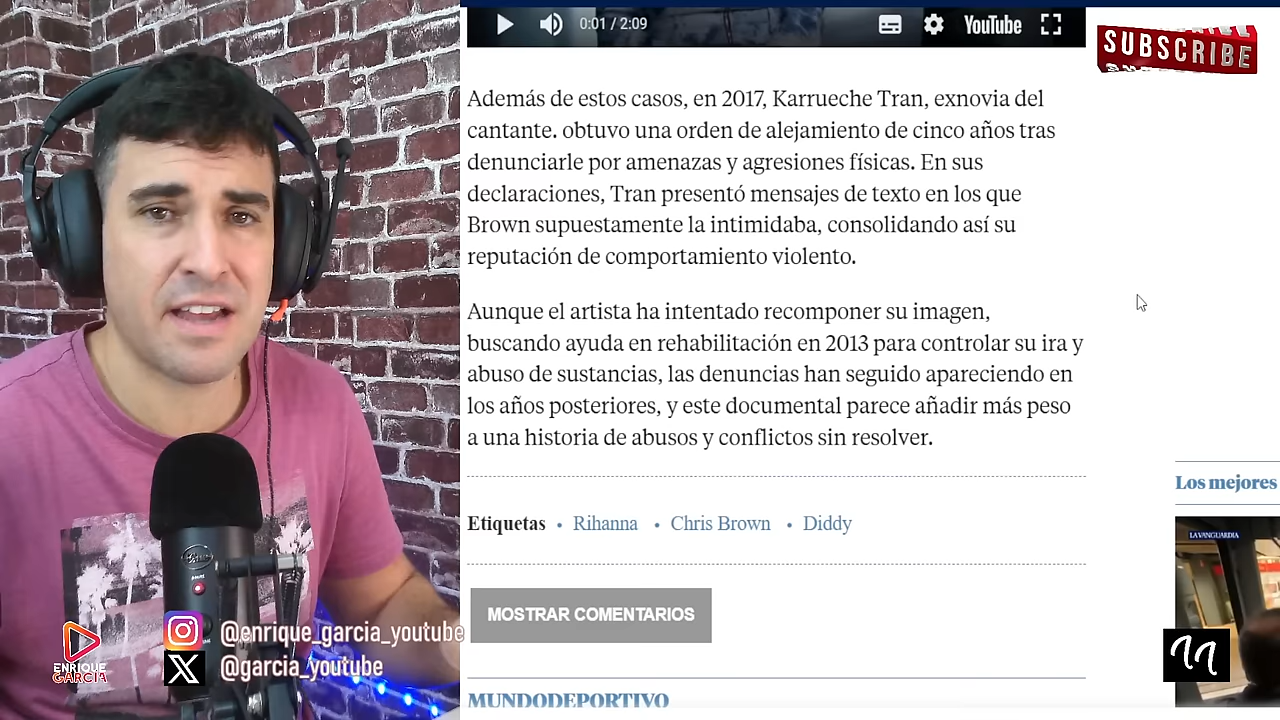 0:01 / 2:09
YouTube
SUBSCRIBE
Además de estos casos, en 2017, Karrueche Tran, exnovia del
cantante. obtuvo una orden de alejamiento de cinco años tras
denunciarle por amenazas y agresiones físicas. En sus
declaraciones, Tran presentó mensajes de texto en los que
Brown supuestamente la intimidaba, consolidando así su
reputación de comportamiento violento.
Aunque el artista ha intentado recomponer su imagen,
buscando ayuda en rehabilitación en 2013 para controlar su ira y
abuso de sustancias, las denuncias han seguido apareciendo en
los años posteriores, y este documental parece añadir más peso
a una historia de abusos y conflictos sin resolver.
Etiquetas • Rihanna • Chris Brown • Diddy
MOSTRAR COMENTARIOS
MUNDODEPORTIVO
Los mejores
LA VANGUARDIA
ENRIQUE
GARCÍA
@enrique_garcia_youtube
@garcia_youtube